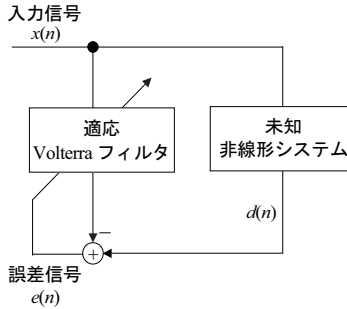 入力信号
x(n)
適応
Volterra フィルタ
未知
非線形システム
d(n)
−
+
誤差信号
e(n)